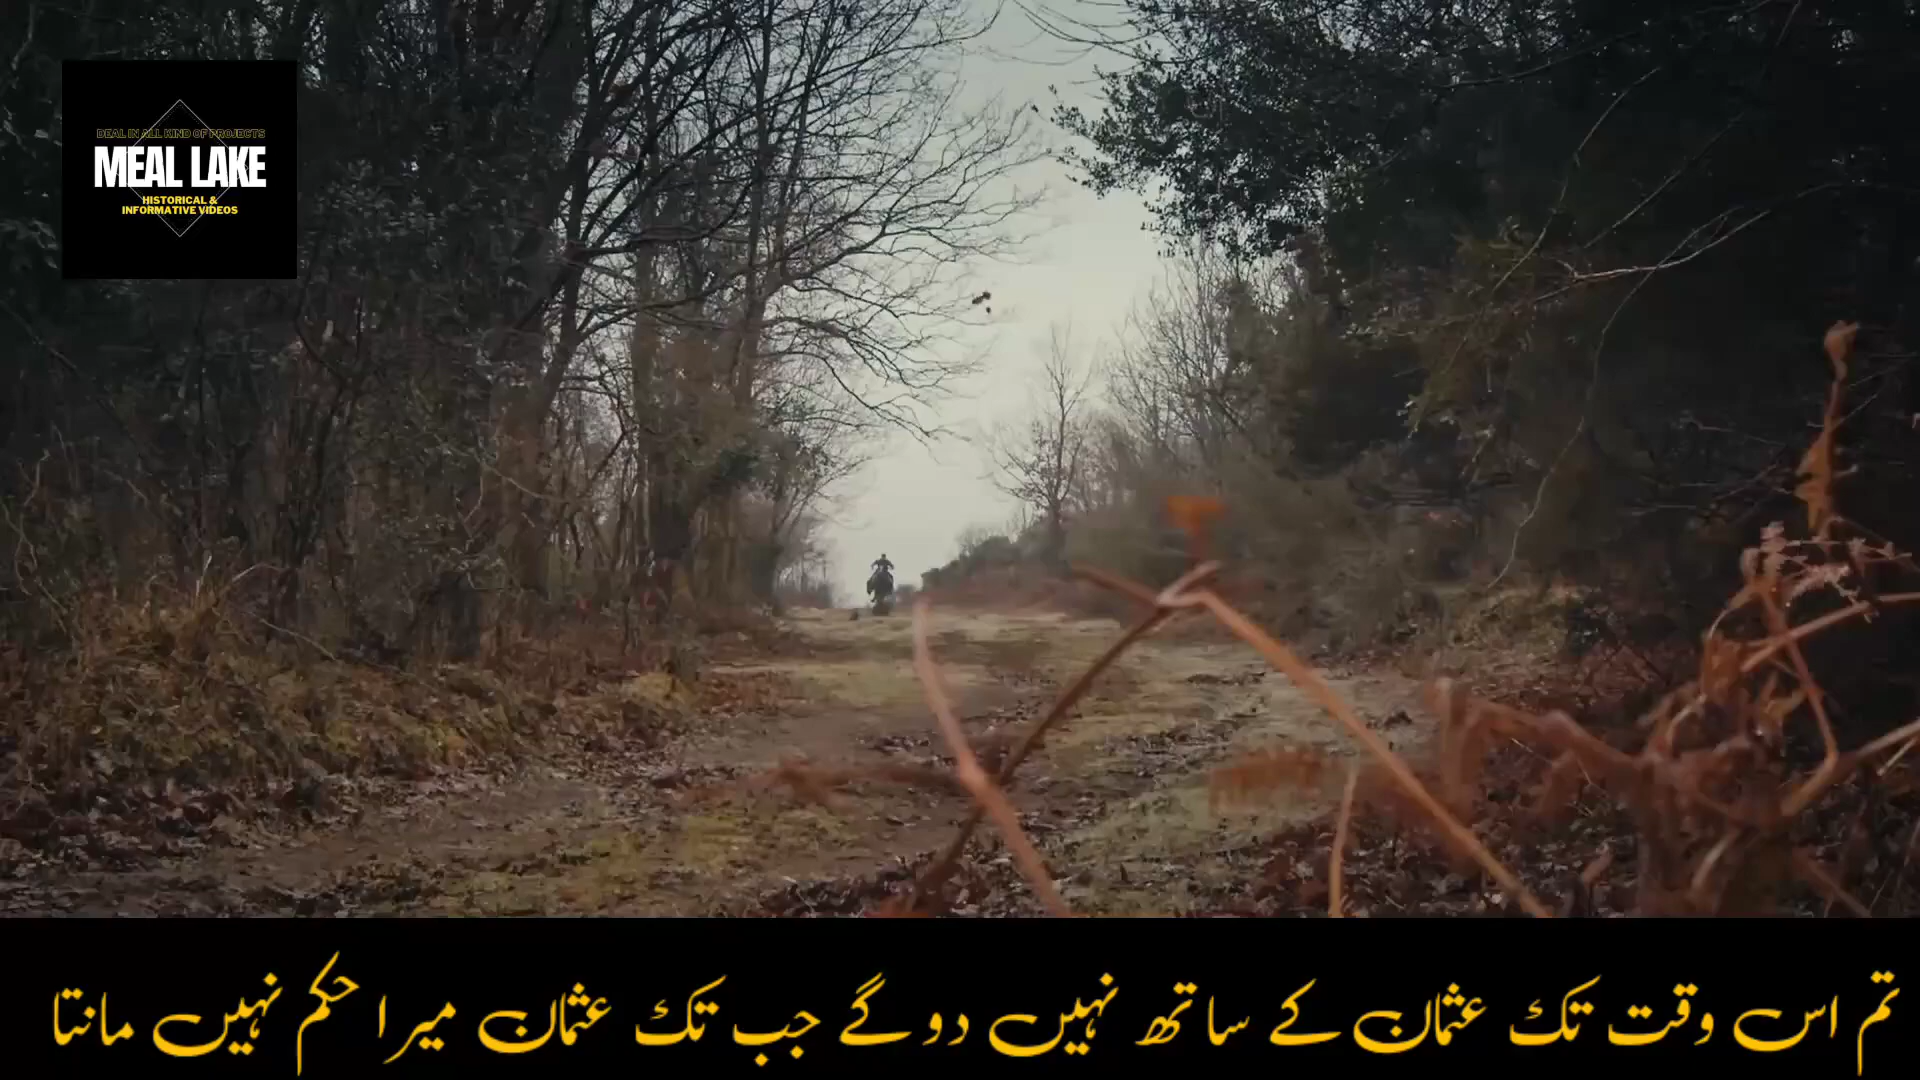 DEAL IN ALL KIND OF PROJECTS
MEAL LAKE
HISTORICAL &
INFORMATIVE VIDEOS
تم اس وقت تک عثمان کے ساتھ نہیں دو گے جب تک عثمان میرا حکم نہیں مانتا